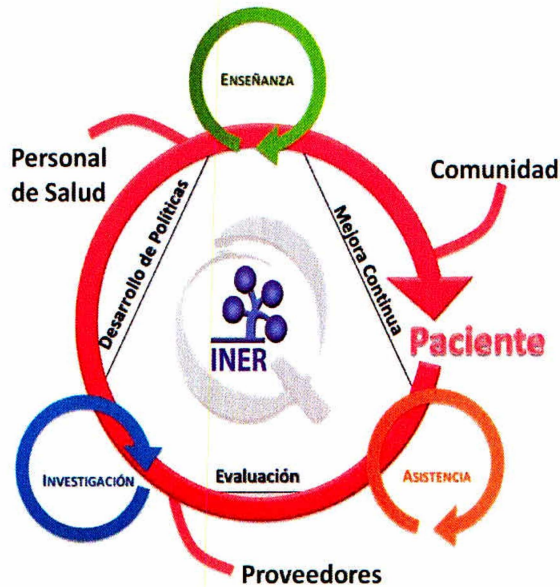 ENSEÑANZA
Personal
de Salud
Comunidad
Desarrollo de Políticas
Mejora Continua
INER
Paciente
INVESTIGACIÓN
Evaluación
ASISTENCIA
Proveedores